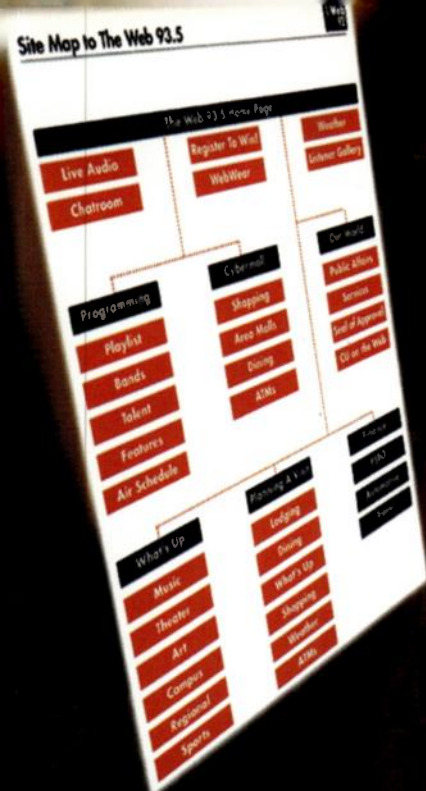 Site Map to The Web 93.5
Web
The Web 93.5 Home Page
Live Audio
Chatroom
Register To Win!
WebWear
Weather
Listener Gallery
Programming
Playlist
Bands
Talent
Features
Air Schedule
Cybermall
Shopping
Area Malls
Dining
ATMs
Our World
Public Affairs
Services
Seal of Approval
CU on the Web
What's Up
Music
Theater
Art
Campus
Regional
Sports
Planning A Visit
Lodging
Dining
What's Up
Shopping
Weather
ATMs
Finance
Automotive